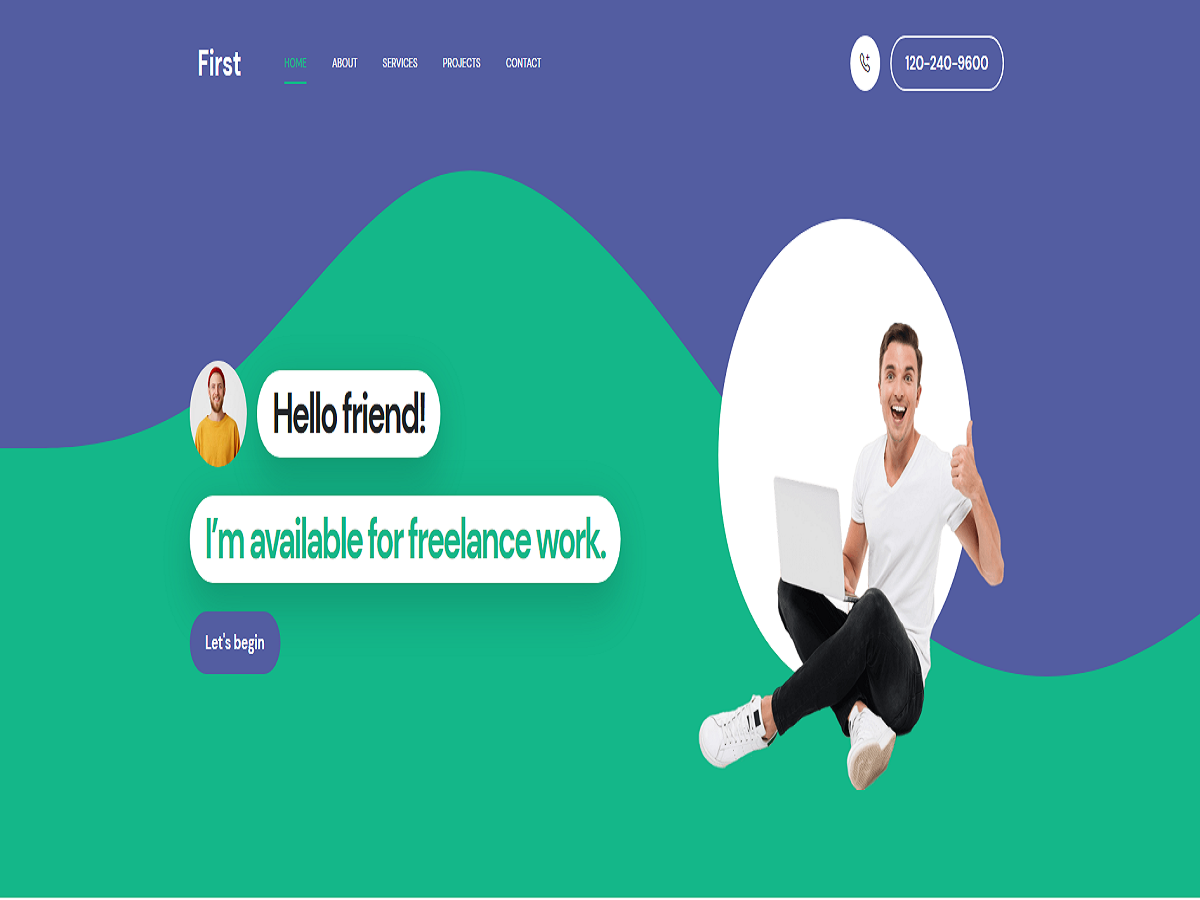 First
HOME ABOUT SERVICES PROJECTS CONTACT
120-240-9600
Hello friend!
I'm available for freelance work.
Let's begin